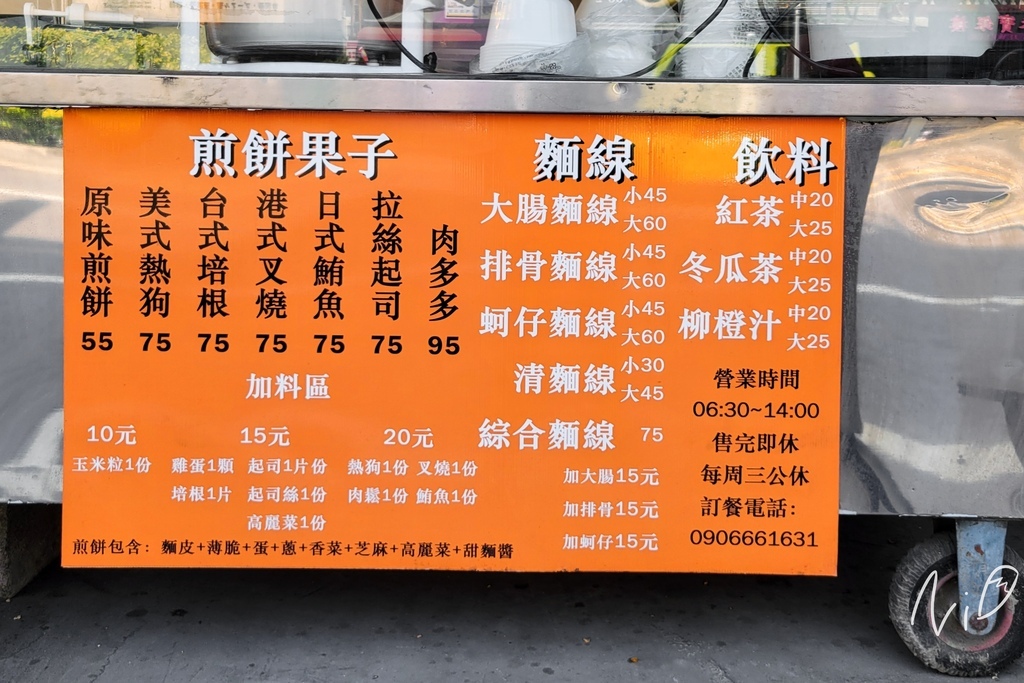 煎餅果子
原味煎餅 55
美式熱狗 75
台式培根 75
港式叉燒 75
日式鮪魚 75
拉絲起司 75
肉多多 95
加料區
10元
玉米粒1份
15元
雞蛋1顆 起司1片份
培根1片 起司絲1份
高麗菜1份
20元
熱狗1份 叉燒1份
肉鬆1份 鮪魚1份
煎餅包含：麵皮+薄脆+蛋+蔥+香菜+芝麻+高麗菜+甜麵醬
麵線
大腸麵線 小45 大60
排骨麵線 小45 大60
蚵仔麵線 小45 大60
清麵線 小30 大45
綜合麵線 75
加大腸15元
加排骨15元
加蚵仔15元
飲料
紅茶 中20 大25
冬瓜茶 中20 大25
柳橙汁 中20 大25
營業時間
06:30~14:00
售完即休
每周三公休
訂餐電話：
0906661631